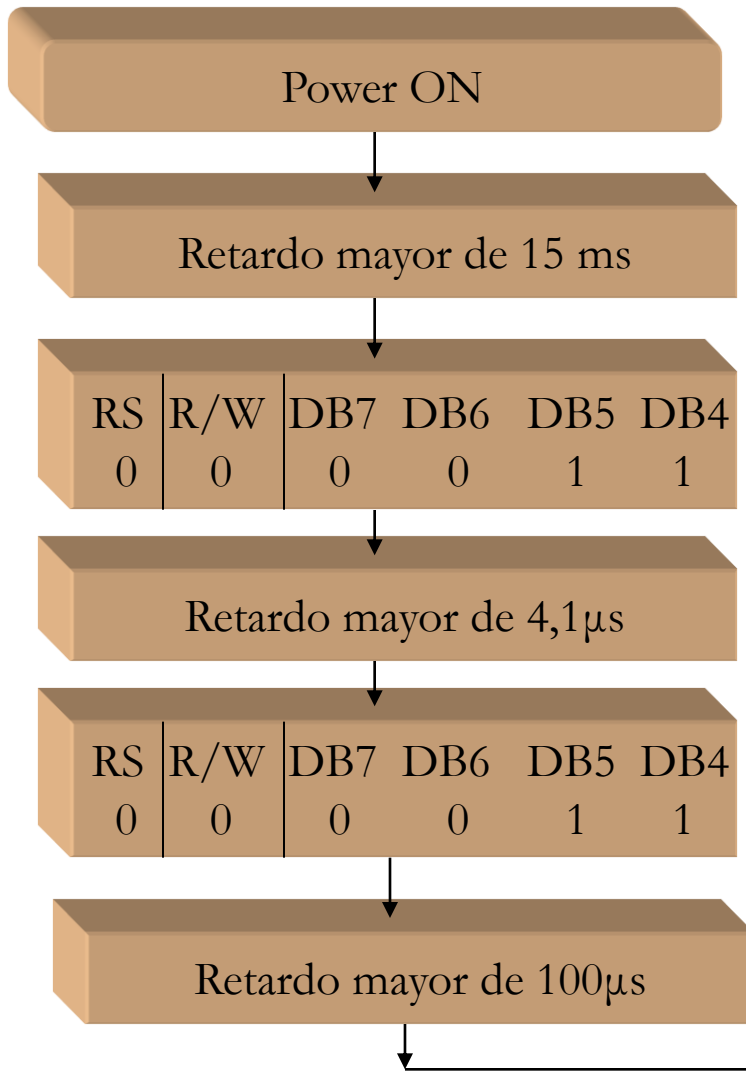 Power ON
Retardo mayor de 15 ms
RS R/W DB7 DB6 DB5 DB4
0 0 0 0 1 1
Retardo mayor de 4,1μs
RS R/W DB7 DB6 DB5 DB4
0 0 0 0 1 1
Retardo mayor de 100μs